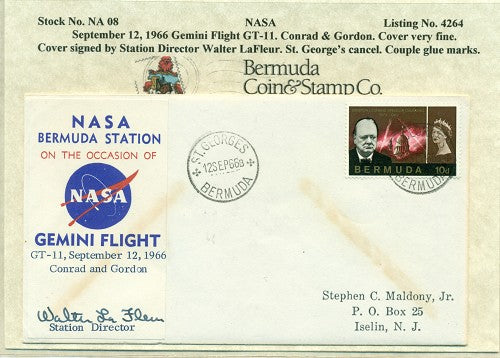 Stock No. NA 08 NASA Listing No. 4264
September 12, 1966 Gemini Flight GT-11. Conrad & Gordon. Cover very fine.
Cover signed by Station Director Walter LaFleur. St. George's cancel. Couple glue marks.
Bermuda
Coin&Stamp Co.
NASA
BERMUDA STATION
ON THE OCCASION OF
NASA
GEMINI FLIGHT
GT-11, September 12, 1966
Conrad and Gordon
Walter La Fleur
Station Director
ST. GEORGES
12SEP66
BERMUDA
BERMUDA
10d
BERMUDA
Stephen C. Maldony, Jr.
P. O. Box 25
Iselin, N. J.